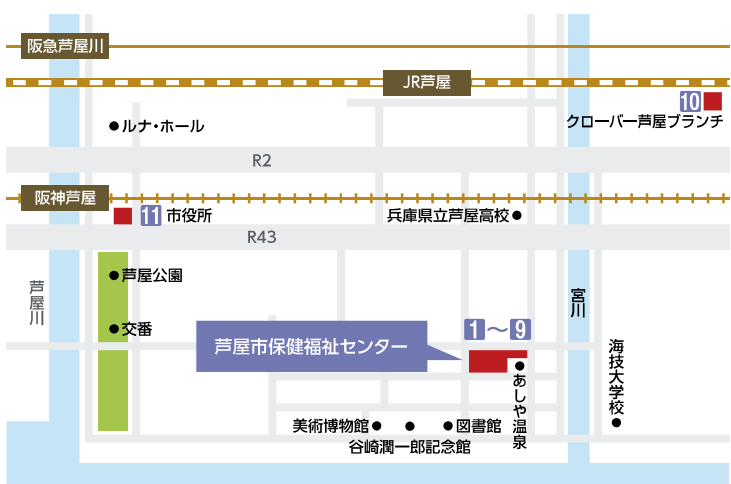 阪急芦屋川
JR芦屋
10
クローバー芦屋ブランチ
ルナ・ホール
R2
阪神芦屋
11 市役所
兵庫県立芦屋高校
R43
芦屋公園
芦屋川
宮川
交番
1～9
芦屋市保健福祉センター
海技大学校
あしや温泉
美術博物館
図書館
谷崎潤一郎記念館